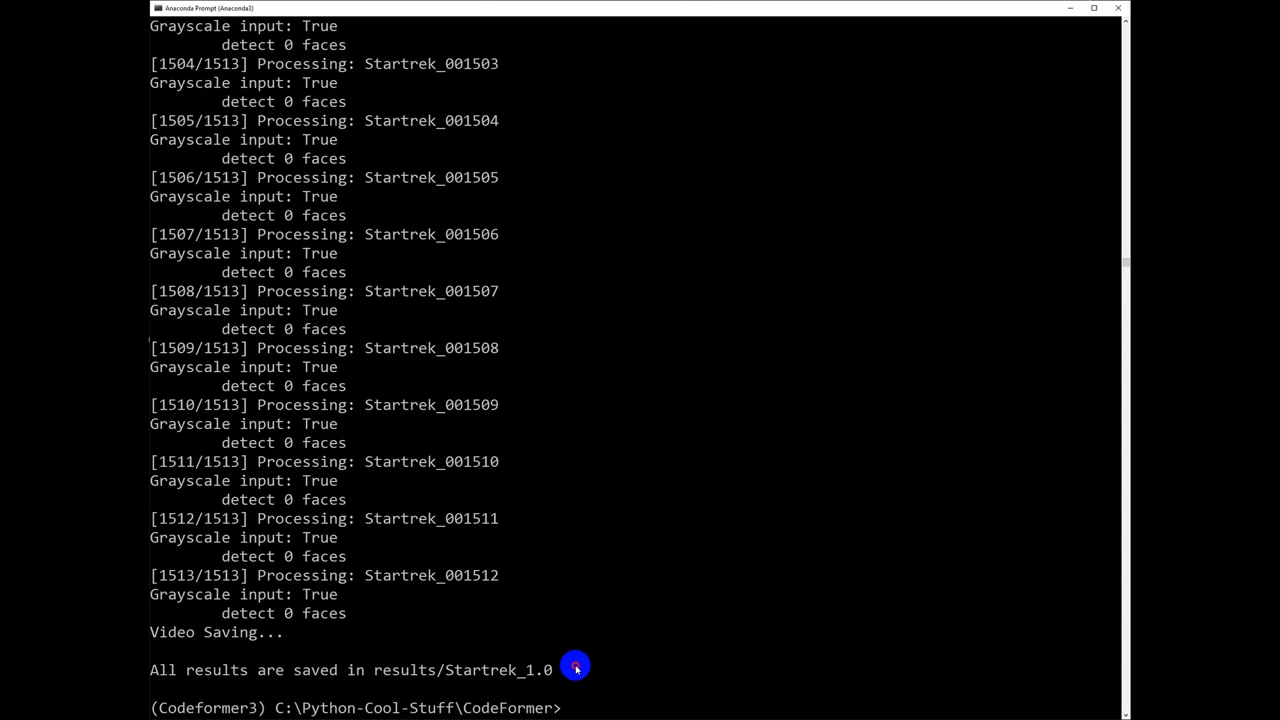 Anaconda Prompt (Anaconda3)
Grayscale input: True
detect 0 faces
[1504/1513] Processing: Startrek_001503
Grayscale input: True
detect 0 faces
[1505/1513] Processing: Startrek_001504
Grayscale input: True
detect 0 faces
[1506/1513] Processing: Startrek_001505
Grayscale input: True
detect 0 faces
[1507/1513] Processing: Startrek_001506
Grayscale input: True
detect 0 faces
[1508/1513] Processing: Startrek_001507
Grayscale input: True
detect 0 faces
[1509/1513] Processing: Startrek_001508
Grayscale input: True
detect 0 faces
[1510/1513] Processing: Startrek_001509
Grayscale input: True
detect 0 faces
[1511/1513] Processing: Startrek_001510
Grayscale input: True
detect 0 faces
[1512/1513] Processing: Startrek_001511
Grayscale input: True
detect 0 faces
[1513/1513] Processing: Startrek_001512
Grayscale input: True
detect 0 faces
Video Saving...
All results are saved in results/Startrek_1.0
(Codeformer3) C:\Python-Cool-Stuff\CodeFormer>